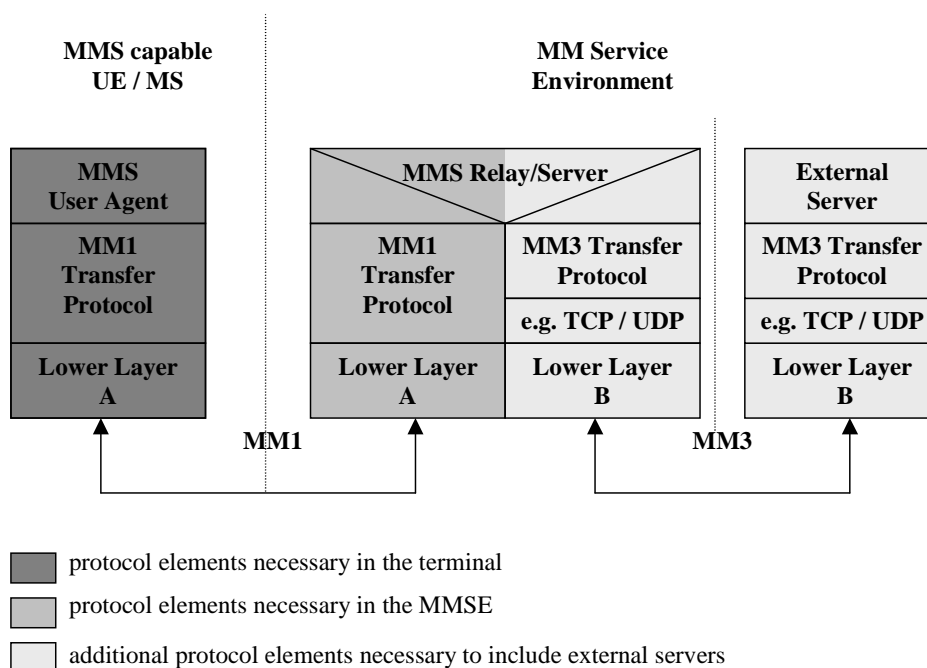 MMS capable
UE / MS
MM Service
Environment
MMS
User Agent
MM1
Transfer
Protocol
Lower Layer
A
MMS Relay/Server
MM1
Transfer
Protocol
Lower Layer
A
MM3 Transfer
Protocol
e.g. TCP / UDP
Lower Layer
B
External
Server
MM3 Transfer
Protocol
e.g. TCP / UDP
Lower Layer
B
MM1
MM3
protocol elements necessary in the terminal
protocol elements necessary in the MMSE
additional protocol elements necessary to include external servers